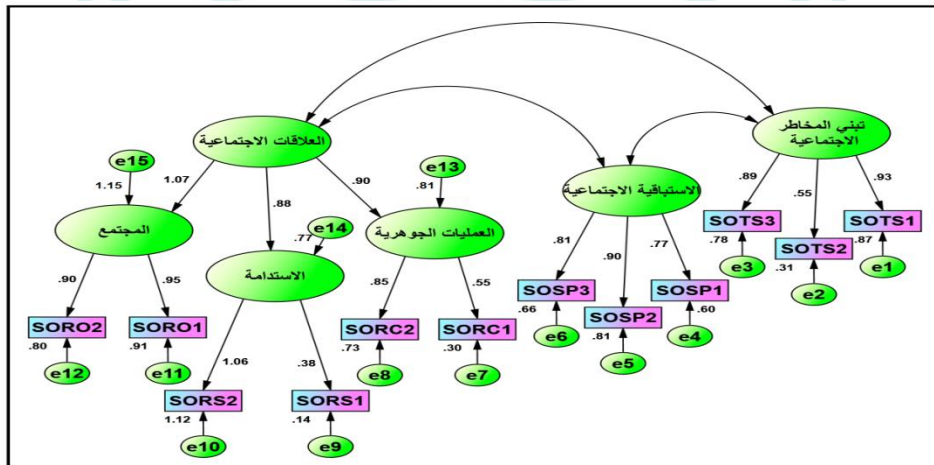 تبني المخاطر
الاجتماعية
العلاقات الاجتماعية
e15
1.15
1.07
.88
.90
e13
.81
الاستباقية الاجتماعية
.89
.55
.93
المجتمع
.77
e14
العمليات الجوهرية
الاستدامة
SOTS3
.78
SOTS2
.31
SOTS1
.87
e3
e2
e1
.81
.90
.77
.90
.95
.85
.55
SOSP3
.66
SOSP2
.81
SOSP1
.60
e6
e5
e4
SORO2
.80
SORO1
.91
SORC2
.73
SORC1
.30
e12
e11
e8
e7
1.06
.38
SORS2
1.12
SORS1
.14
e10
e9